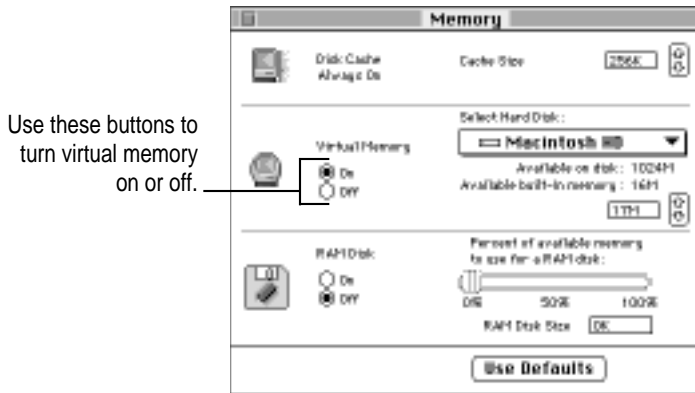 Memory
Disk Cache
Always On
Cache Size
256K
Use these buttons to
turn virtual memory
on or off.
Virtual Memory
On
Off
Select Hard Disk:
Macintosh HD
Available on disk: 1024M
Available built-in memory: 16M
17M
RAM Disk
On
Off
Percent of available memory
to use for a RAM disk:
0% 50% 100%
RAM Disk Size 0K
Use Defaults